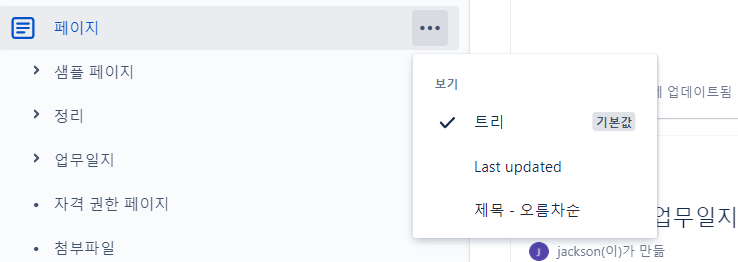 페이지
샘플 페이지
정리
업무일지
자격 권한 페이지
첨부파일
보기
트리 기본값
Last updated
제목 - 오름차순
에 업데이트됨
업무일지
J jackson(이)가 만듦